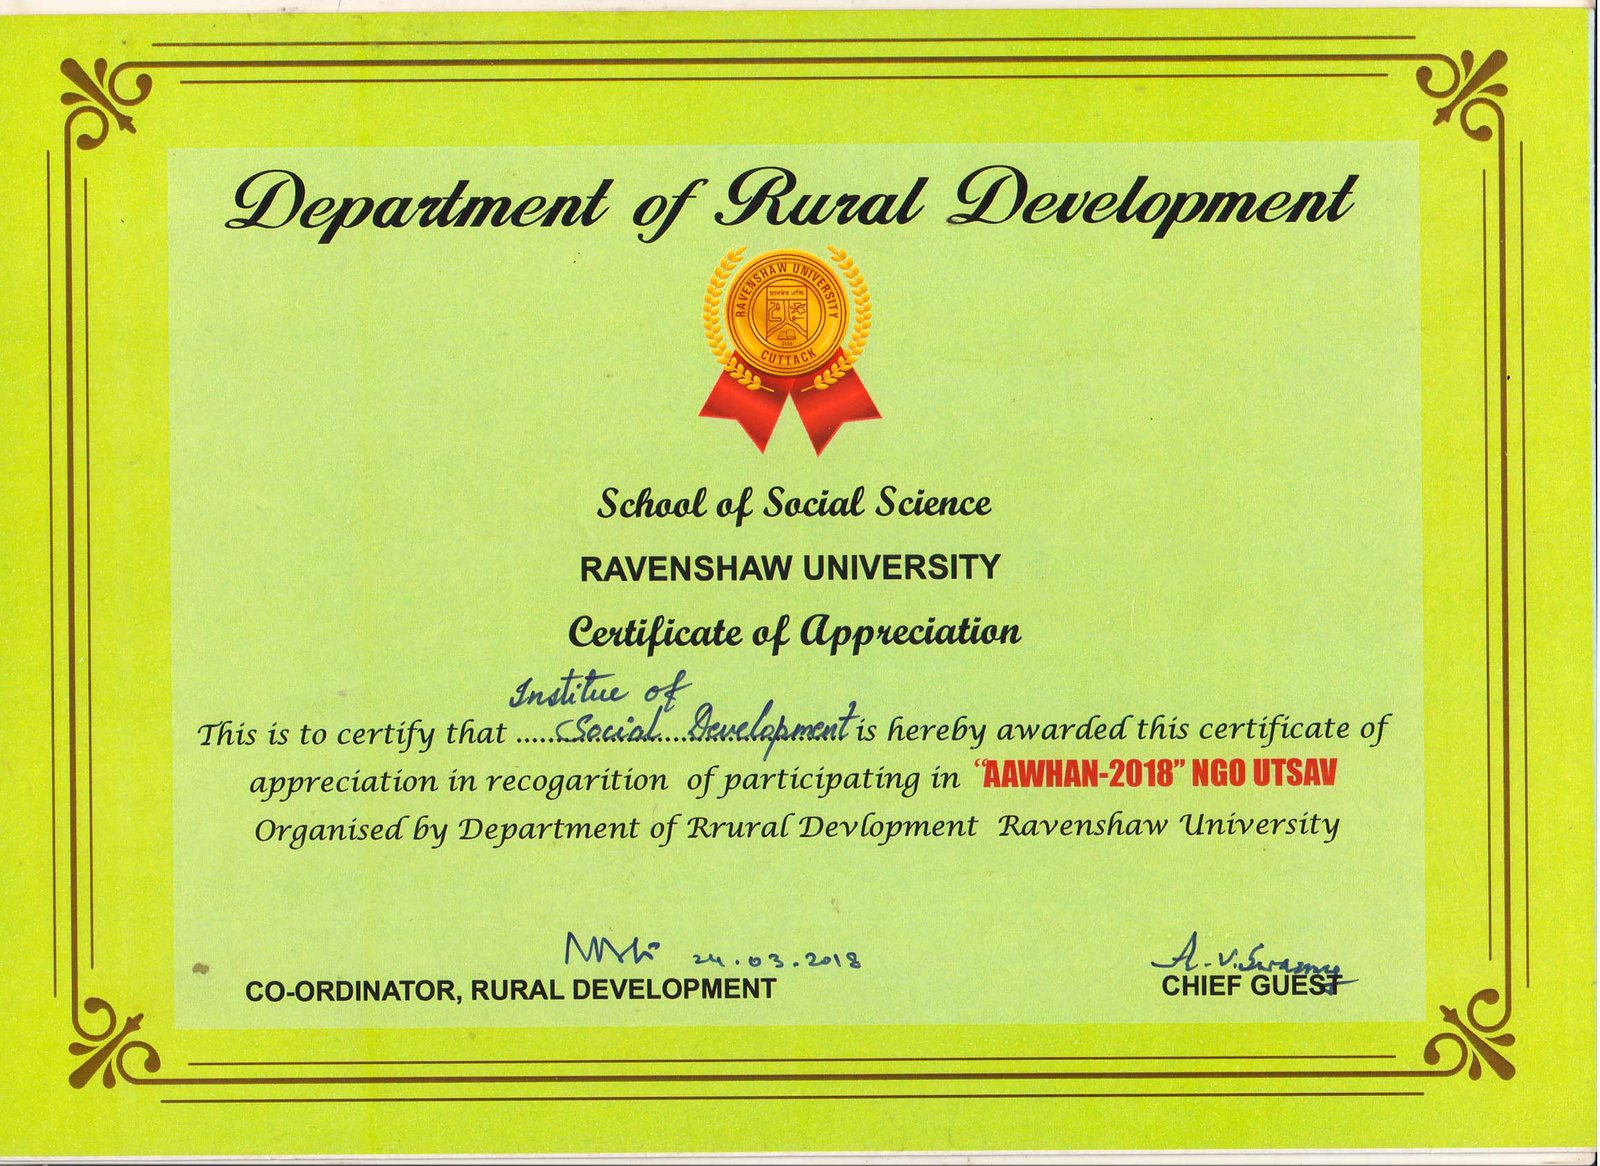 Department of Rural Development
RAVENSHAW UNIVERSITY
CUTTACK
School of Social Science
RAVENSHAW UNIVERSITY
Certificate of Appreciation
Institue of
This is to certify that ..... Social .... Development is hereby awarded this certificate of
appreciation in recogarition of participating in "AAWHAN-2018" NGO UTSAV
Organised by Department of Rrural Devlopment Ravenshaw University
24.03.2018
A.V.Swamy
CO-ORDINATOR, RURAL DEVELOPMENT
CHIEF GUEST